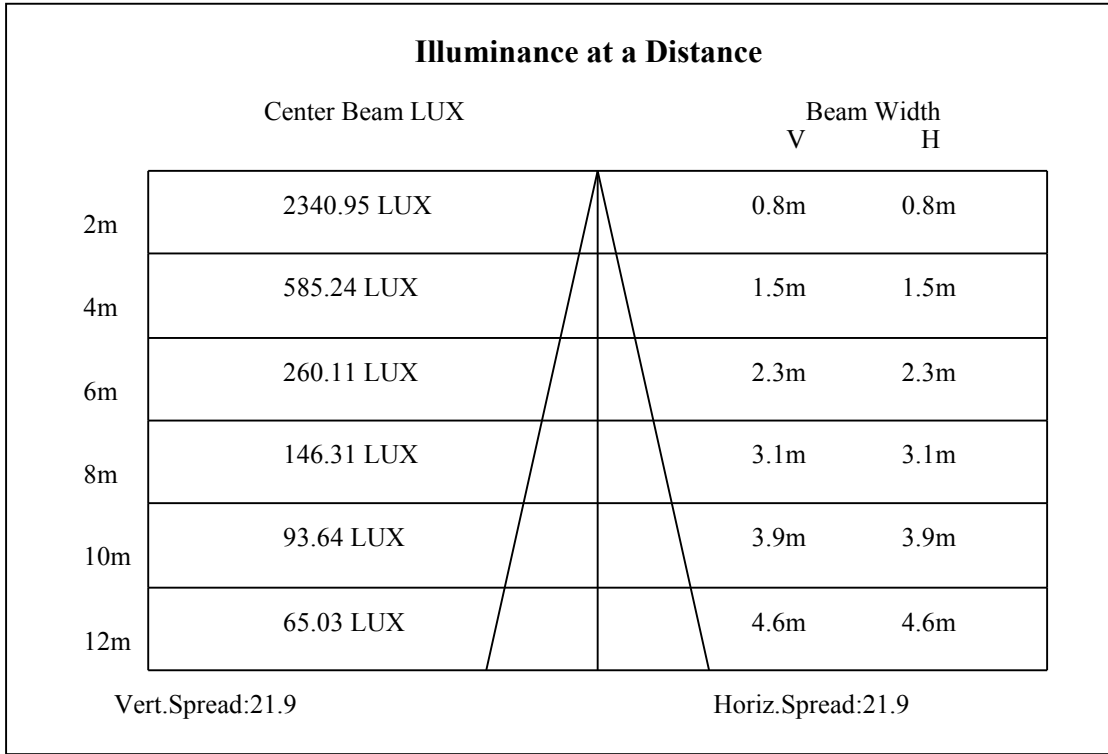 Illuminance at a Distance
Center Beam LUX Beam Width
V H
2m 2340.95 LUX 0.8m 0.8m
4m 585.24 LUX 1.5m 1.5m
6m 260.11 LUX 2.3m 2.3m
8m 146.31 LUX 3.1m 3.1m
10m 93.64 LUX 3.9m 3.9m
12m 65.03 LUX 4.6m 4.6m
Vert.Spread:21.9 Horiz.Spread:21.9